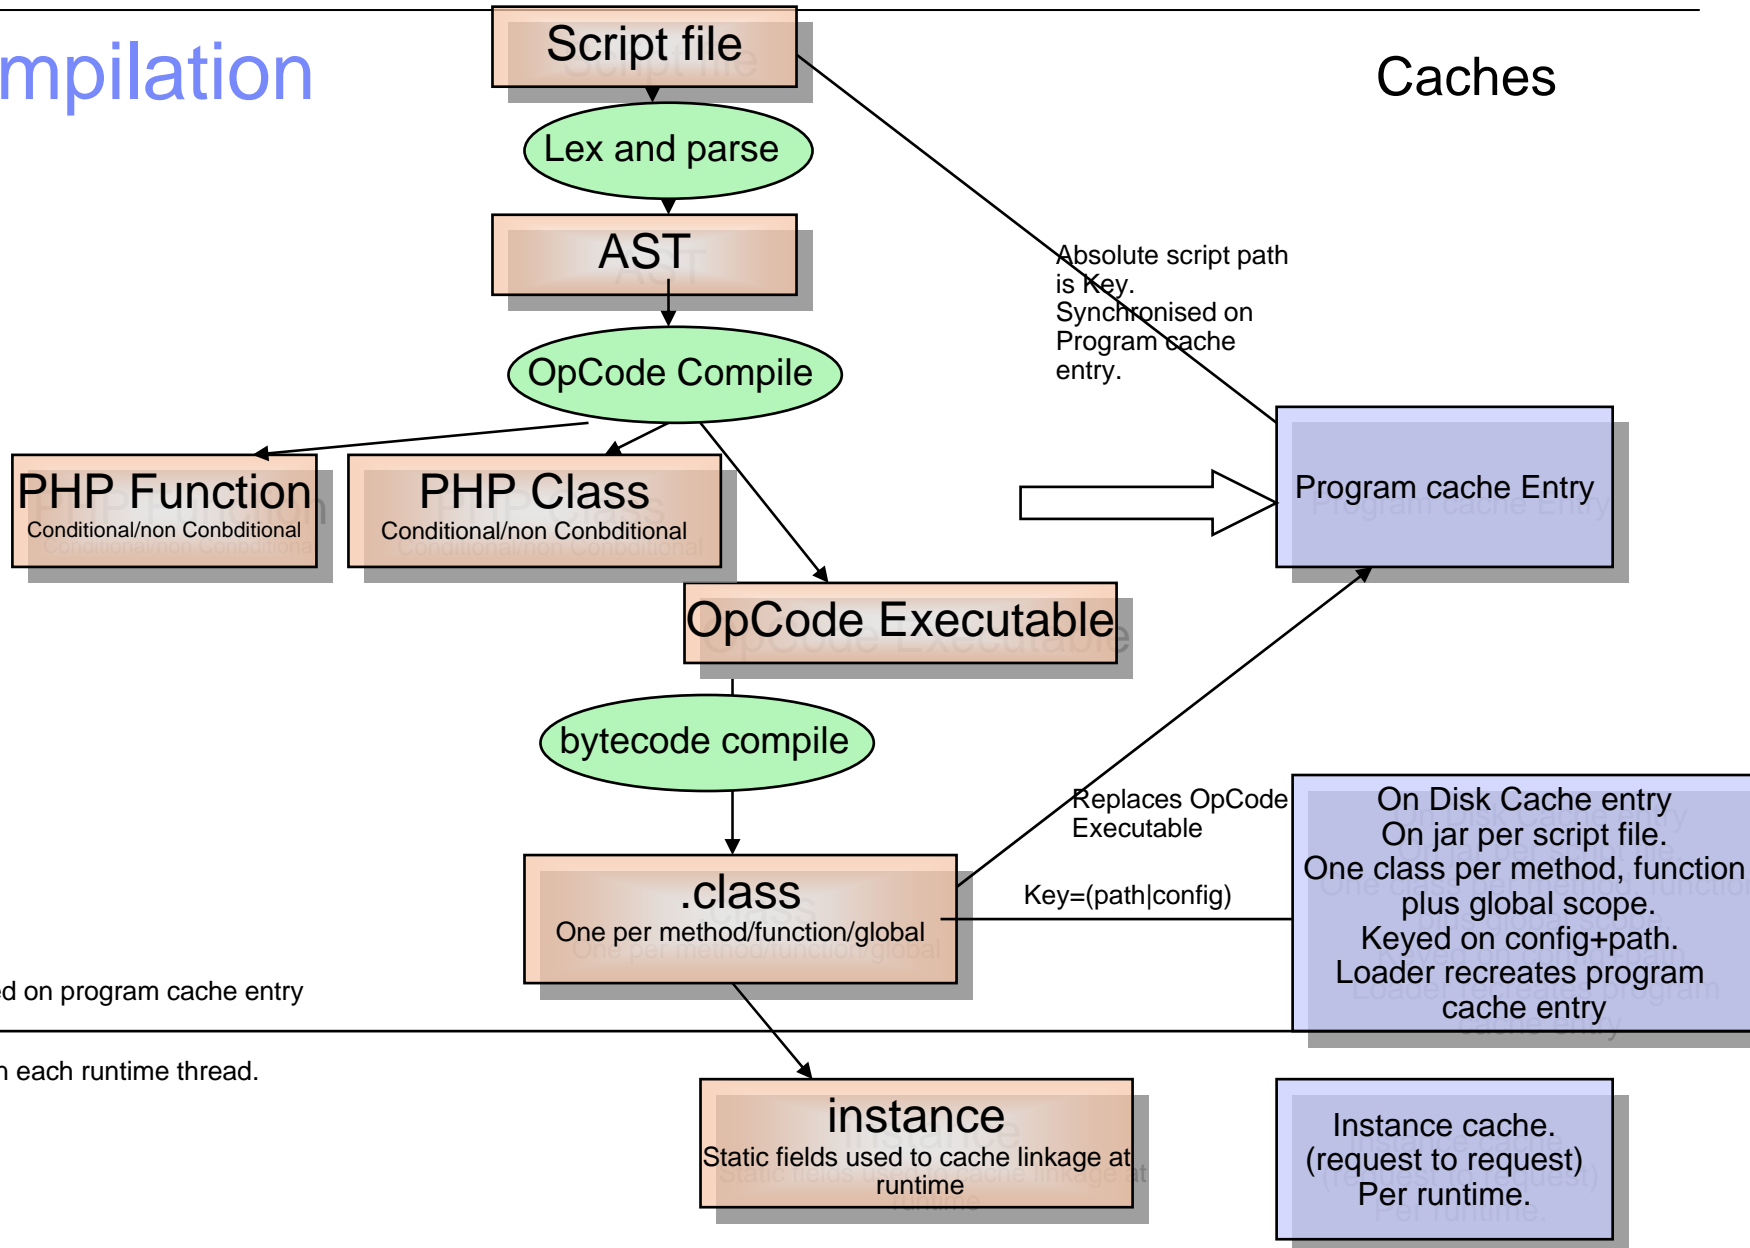 mpilation
Caches
Script file
Lex and parse
AST
Absolute script path
is Key.
Synchronised on
Program cache
entry.
OpCode Compile
PHP Function
Conditional/non Conbditional
PHP Class
Conditional/non Conbditional
Program cache Entry
OpCode Executable
bytecode compile
Replaces OpCode
Executable
On Disk Cache entry
On jar per script file.
One class per method, function
plus global scope.
Keyed on config+path.
Loader recreates program
cache entry
.class
One per method/function/global
Key=(path|config)
ed on program cache entry
n each runtime thread.
instance
Static fields used to cache linkage at
runtime
Instance cache.
(request to request)
Per runtime.